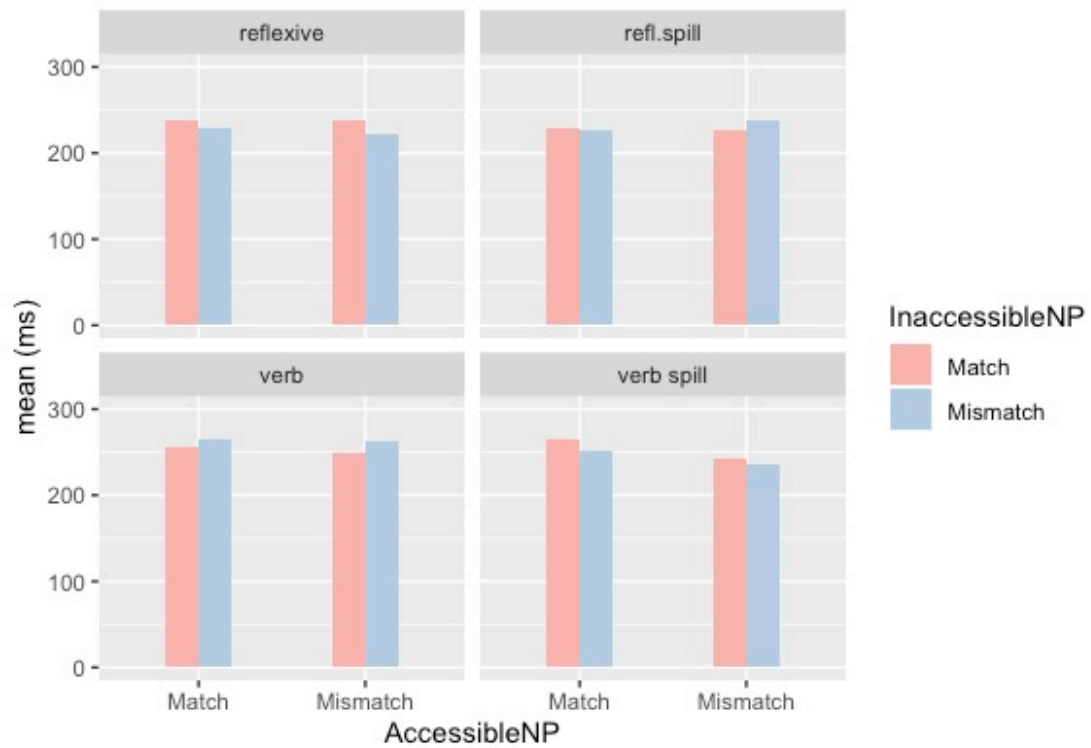 reflexive
refl.spill
300
200
100
0
verb
verb spill
300
200
100
0
Match
Mismatch
Match
Mismatch
AccessibleNP
mean (ms)
InaccessibleNP
Match
Mismatch